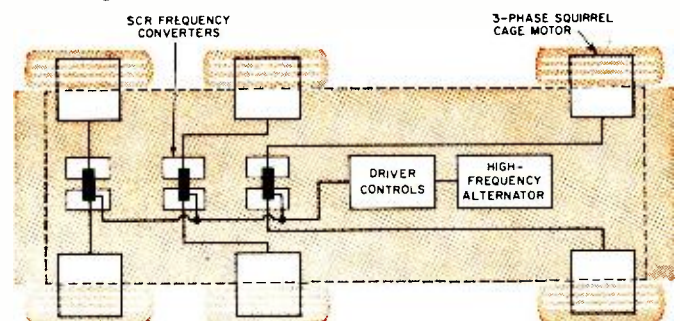 SCR FREQUENCY
CONVERTERS
3-PHASE SQUIRREL
CAGE MOTOR
DRIVER
CONTROLS
HIGH-
FREQUENCY
ALTERNATOR